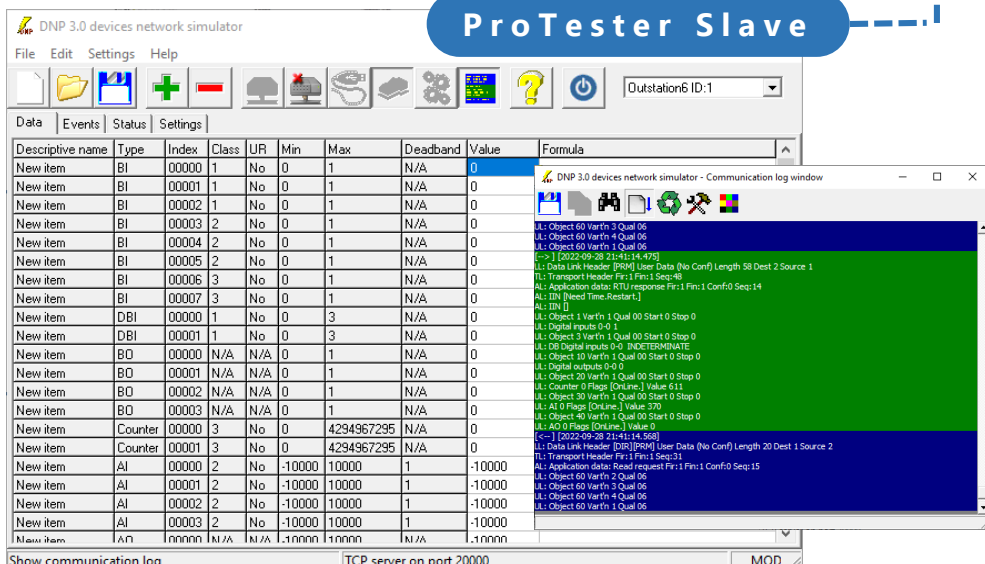 ProTester Slave
DNP 3.0 devices network simulator
File Edit Settings Help
Outstation6 ID:1
Data Events Status Settings
Descriptive name Type Index Class UR Min Max Deadband Value Formula
New item BI 00000 1 No 0 1 N/A 0
New item BI 00001 1 No 0 1 N/A 0
New item BI 00002 1 No 0 1 N/A 0
New item BI 00003 2 No 0 1 N/A 0
New item BI 00004 2 No 0 1 N/A 0
New item BI 00005 2 No 0 1 N/A 0
New item BI 00006 3 No 0 1 N/A 0
New item BI 00007 3 No 0 1 N/A 0
New item DBI 00000 1 No 0 3 N/A 0
New item DBI 00001 1 No 0 3 N/A 0
New item BO 00000 N/A N/A 0 1 N/A 0
New item BO 00001 N/A N/A 0 1 N/A 0
New item BO 00002 N/A N/A 0 1 N/A 0
New item BO 00003 N/A N/A 0 1 N/A 0
New item Counter 00000 3 No 0 4294967295 N/A 0
New item Counter 00001 3 No 0 4294967295 N/A 0
New item AI 00000 2 No -10000 10000 1 -10000
New item AI 00001 2 No -10000 10000 1 -10000
New item AI 00002 2 No -10000 10000 1 -10000
New item AI 00003 2 No -10000 10000 1 -10000
New item AO 00000 N/A N/A -10000 10000 N/A -10000
Show communication log TCP server on port 20000 MOD
DNP 3.0 devices network simulator - Communication log window
UL: Object 60 Vart'n 3 Qual 06
UL: Object 60 Vart'n 4 Qual 06
UL: Object 60 Vart'n 1 Qual 06
[-->] [2022-09-28 21:41:14.475]
LL: Data Link Header [PRM] User Data (No Conf) Length 58 Dest 2 Source 1
TL: Transport Header Fir:1 Fin:1 Seq:48
AL: Application data: RTU response Fir:1 Fin:1 Conf:0 Seq:14
AL: IIN [Need Time.Restart.]
AL: IIN []
UL: Object 1 Vart'n 1 Qual 00 Start 0 Stop 0
UL: Digital inputs 0-0 1
UL: Object 3 Vart'n 1 Qual 00 Start 0 Stop 0
UL: DB Digital inputs 0-0 INDETERMINATE
UL: Object 10 Vart'n 1 Qual 00 Start 0 Stop 0
UL: Digital outputs 0-0 0
UL: Object 20 Vart'n 1 Qual 00 Start 0 Stop 0
UL: Counter 0 Flags [OnLine.] Value 611
UL: Object 30 Vart'n 1 Qual 00 Start 0 Stop 0
UL: AI 0 Flags [OnLine.] Value 370
UL: Object 40 Vart'n 1 Qual 00 Start 0 Stop 0
UL: AO 0 Flags [OnLine.] Value 0
[<--] [2022-09-28 21:41:14.568]
LL: Data Link Header [DIR][PRM] User Data (No Conf) Length 20 Dest 1 Source 2
TL: Transport Header Fir:1 Fin:1 Seq:31
AL: Application data: Read request Fir:1 Fin:1 Conf:0 Seq:15
UL: Object 60 Vart'n 2 Qual 06
UL: Object 60 Vart'n 3 Qual 06
UL: Object 60 Vart'n 4 Qual 06
UL: Object 60 Vart'n 1 Qual 06